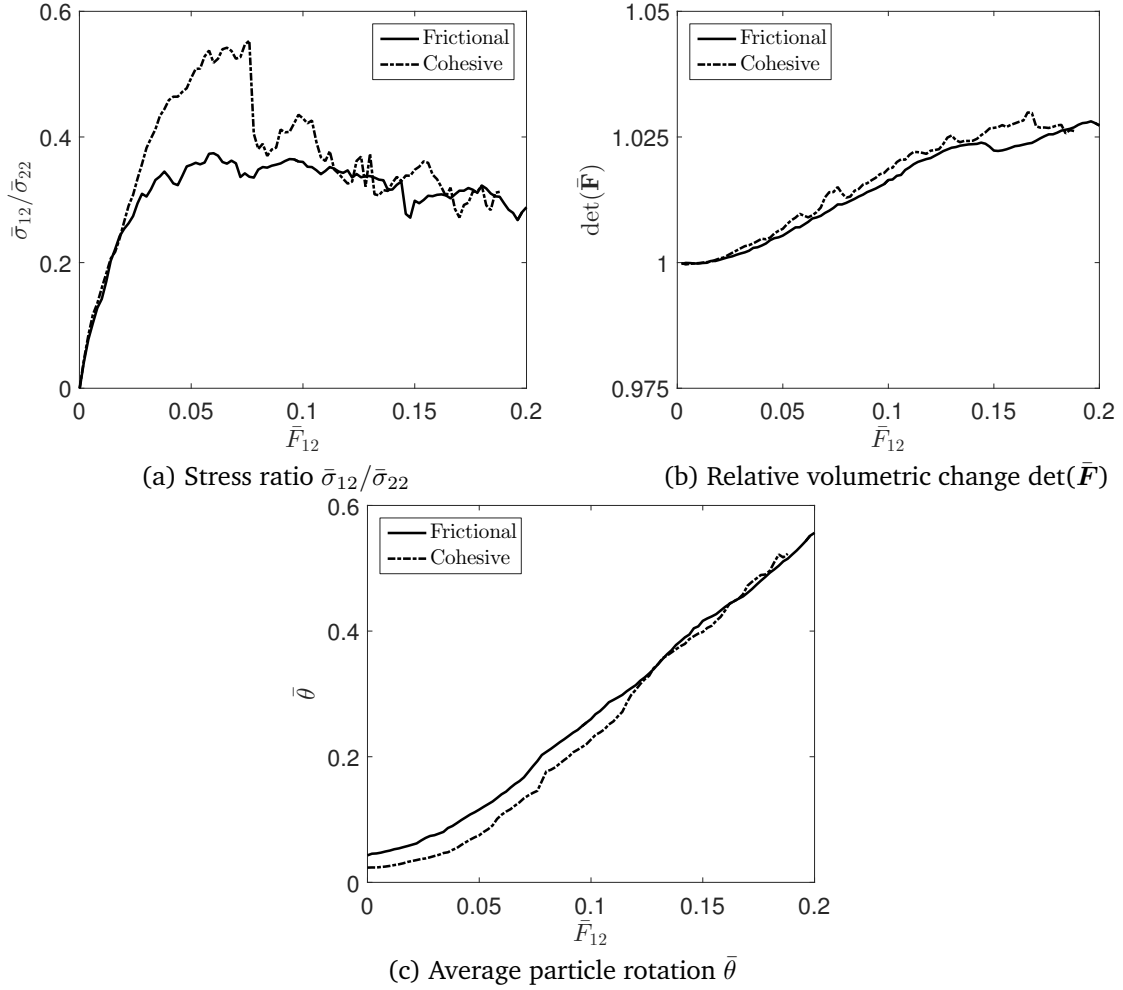 0.6
0.4
0.2
0
σ̄₁₂/σ̄₂₂
Frictional
Cohesive
0 0.05 0.1 0.15 0.2
F̄₁₂
(a) Stress ratio σ̄₁₂/σ̄₂₂
1.05
1.025
1
0.975
det(F̄)
Frictional
Cohesive
0 0.05 0.1 0.15 0.2
F̄₁₂
(b) Relative volumetric change det(F̄)
0.6
0.4
0.2
0
θ̄
Frictional
Cohesive
0 0.05 0.1 0.15 0.2
F̄₁₂
(c) Average particle rotation θ̄